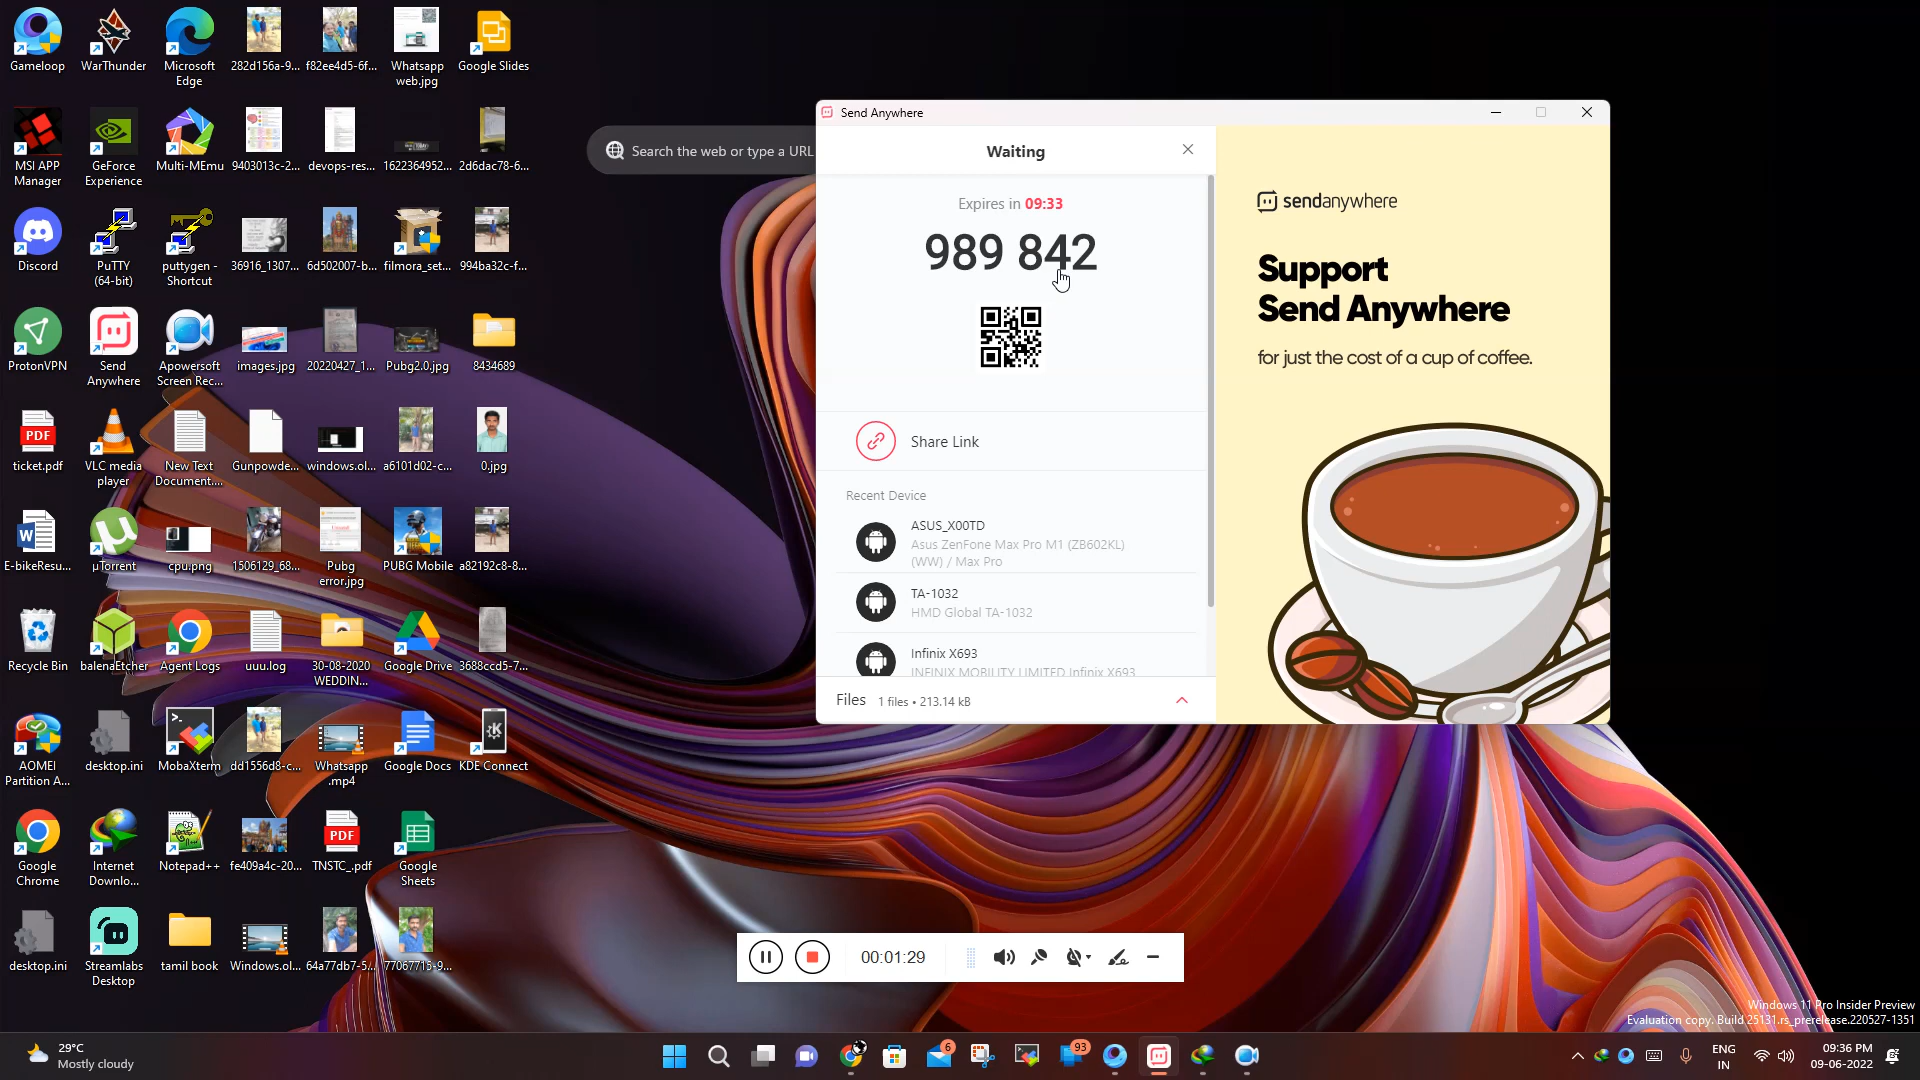 Gameloop
WarThunder
Microsoft
Edge
282d156a-9...
f82ee4d5-6f...
Whatsapp
web.jpg
Google Slides
MSI APP
Manager
GeForce
Experience
Multi-MEmu
9403013c-2...
devops-res...
1622364952...
2d6dac78-6...
Discord
PuTTY
(64-bit)
puttygen -
Shortcut
36916_1307...
6d502007-b...
filmora_set...
994ba32c-f...
ProtonVPN
Send
Anywhere
Apowersoft
Screen Rec...
images.jpg
20220427_1...
Pubg2.0.jpg
8434689
PDF
ticket.pdf
VLC media
player
New Text
Document....
Gunpowde...
windows.ol...
a6101d02-c...
0.jpg
E-bikeResu...
µTorrent
cpu.png
1506129_68...
Pubg
error.jpg
PUBG Mobile
a82192c8-8...
Recycle Bin
balenaEtcher
Agent Logs
uuu.log
30-08-2020
WEDDIN...
Google Drive
3688ccd5-7...
AOMEI
Partition A...
desktop.ini
MobaXterm
dd1556d8-c...
Whatsapp
.mp4
Google Docs
KDE Connect
Google
Chrome
Internet
Downlo...
Notepad++
fe409a4c-20...
PDF
TNSTC_.pdf
Google
Sheets
desktop.ini
Streamlabs
Desktop
tamil book
Windows.ol...
64a77db7-5...
77067715-9...
Search the web or type a URL
Send Anywhere
Waiting
Expires in 09:33
989 842
Share Link
Recent Device
ASUS_X00TD
Asus ZenFone Max Pro M1 (ZB602KL)
(WW) / Max Pro
TA-1032
HMD Global TA-1032
Infinix X693
INFINIX MOBILITY LIMITED Infinix X693
Files 1 files • 213.14 kB
sendanywhere
Support
Send Anywhere
for just the cost of a cup of coffee.
00:01:29
Windows 11 Pro Insider Preview
Evaluation copy. Build 25131.rs_prerelease.220527-1351
29°C
Mostly cloudy
6
93
ENG
IN
09:36 PM
09-06-2022